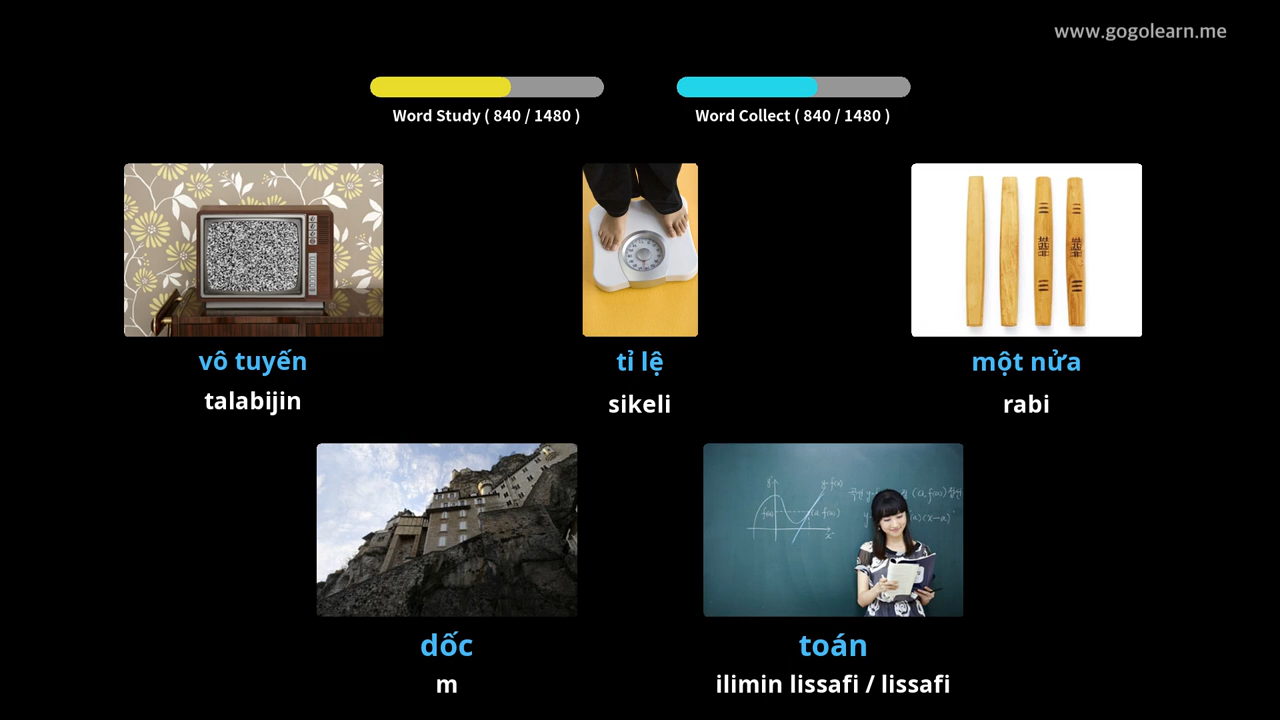 www.gogolearn.me
Word Study ( 840 / 1480 )
Word Collect ( 840 / 1480 )
vô tuyến
tỉ lệ
một nửa
talabijin
sikeli
rabi
dốc
toán
m
ilimin lissafi / lissafi